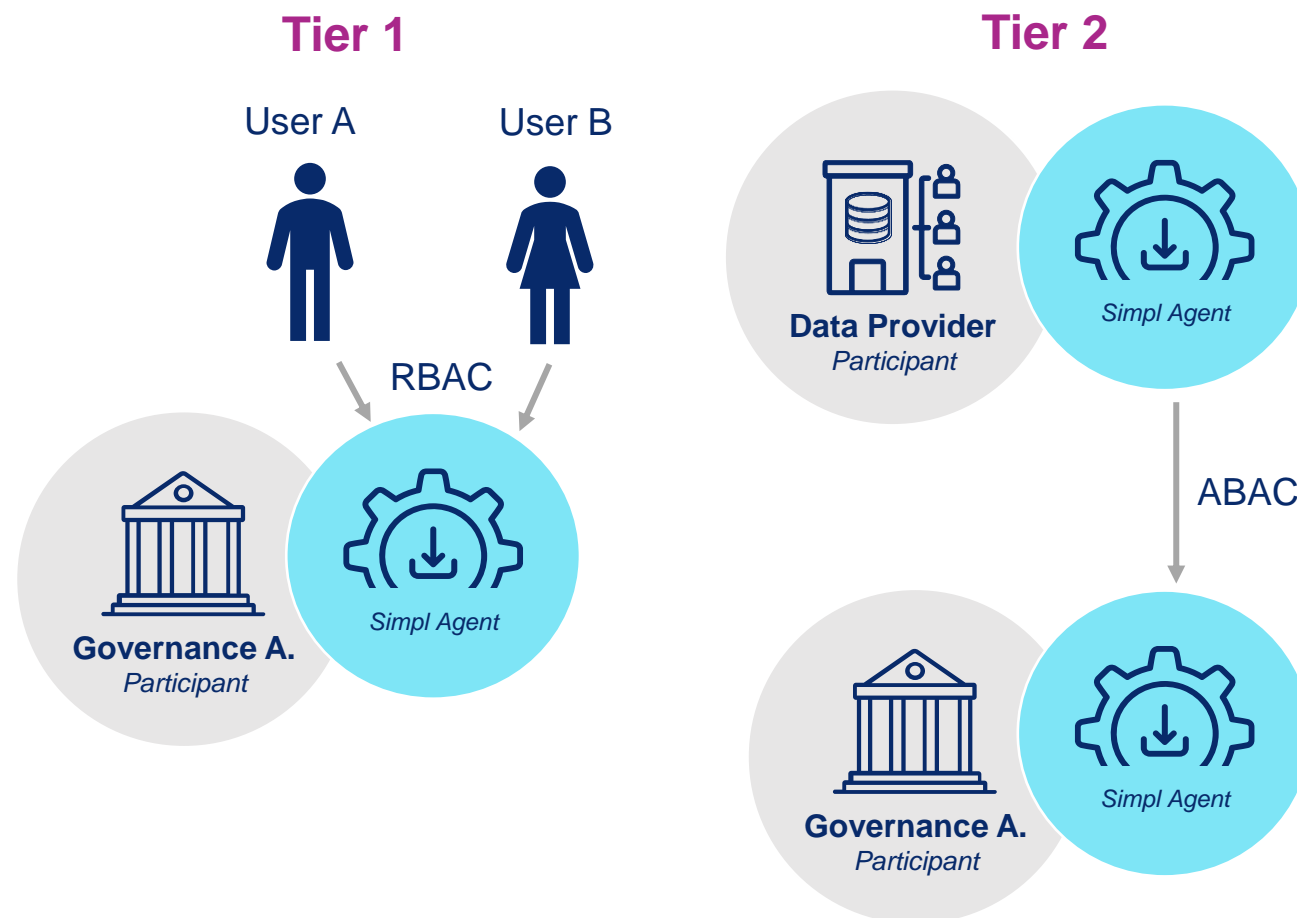 Tier 1
User A
User B
RBAC
Simpl Agent
Governance A.
Participant
Tier 2
Data Provider
Participant
Simpl Agent
ABAC
Simpl Agent
Governance A.
Participant